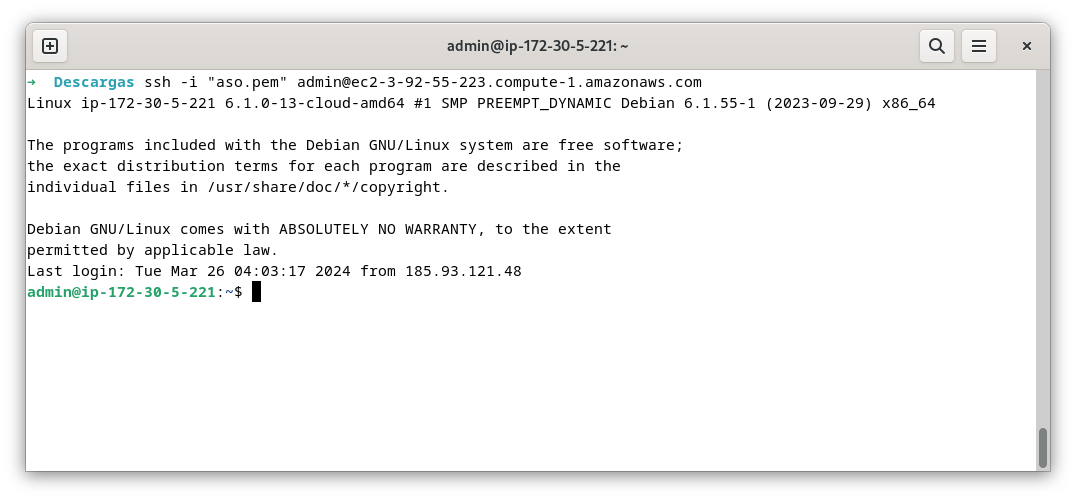 admin@ip-172-30-5-221: ~
→ Descargas ssh -i "aso.pem" admin@ec2-3-92-55-223.compute-1.amazonaws.com
Linux ip-172-30-5-221 6.1.0-13-cloud-amd64 #1 SMP PREEMPT_DYNAMIC Debian 6.1.55-1 (2023-09-29) x86_64
The programs included with the Debian GNU/Linux system are free software;
the exact distribution terms for each program are described in the
individual files in /usr/share/doc/*/copyright.
Debian GNU/Linux comes with ABSOLUTELY NO WARRANTY, to the extent
permitted by applicable law.
Last login: Tue Mar 26 04:03:17 2024 from 185.93.121.48
admin@ip-172-30-5-221:~$